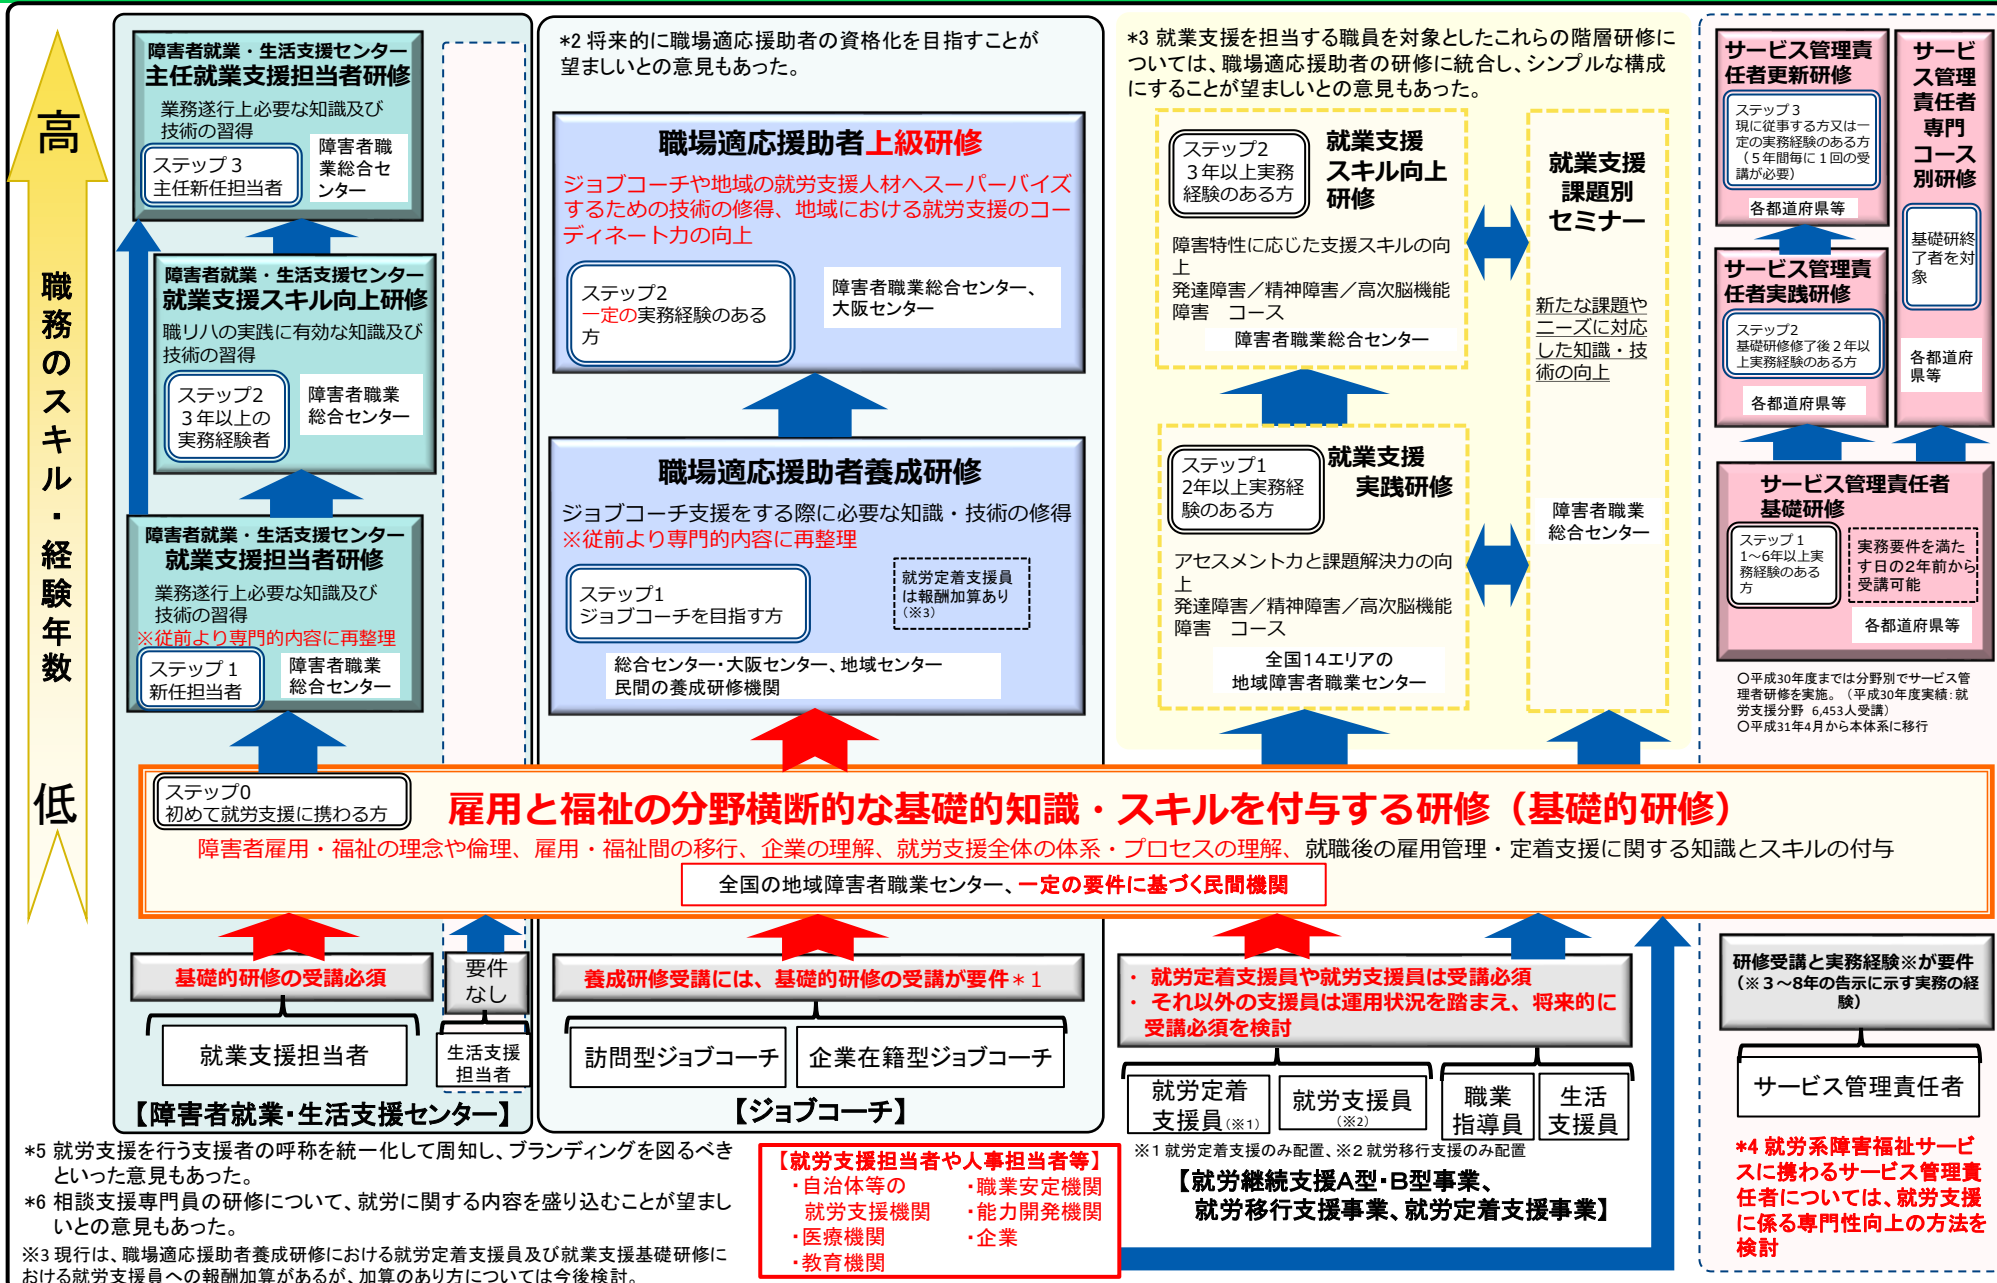 高
職務のスキル・経験年数
低
障害者就業・生活支援センター
主任就業支援担当者研修
業務遂行上必要な知識及び
技術の習得
ステップ3
主任新任担当者
障害者職
業総合セ
ンター
障害者就業・生活支援センター
就業支援スキル向上研修
職リハの実践に有効な知識及び
技術の習得
ステップ2
3年以上の
実務経験者
障害者職業
総合センター
障害者就業・生活支援センター
就業支援担当者研修
業務遂行上必要な知識及び
技術の習得
※従前より専門的内容に再整理
ステップ1
新任担当者
障害者職業
総合センター
*2 将来的に職場適応援助者の資格化を目指すことが
望ましいとの意見もあった。
職場適応援助者上級研修
ジョブコーチや地域の就労支援人材へスーパーバイズ
するための技術の修得、地域における就労支援のコー
ディネート力の向上
ステップ2
一定の実務経験のある
方
障害者職業総合センター、
大阪センター
職場適応援助者養成研修
ジョブコーチ支援をする際に必要な知識・技術の修得
※従前より専門的内容に再整理
ステップ1
ジョブコーチを目指す方
就労定着支援員
は報酬加算あり
(※3)
総合センター・大阪センター、地域センター
民間の養成研修機関
*3 就業支援を担当する職員を対象としたこれらの階層研修に
ついては、職場適応援助者の研修に統合し、シンプルな構成
にすることが望ましいとの意見もあった。
ステップ2
3年以上実務
経験のある方
就業支援
スキル向上
研修
障害特性に応じた支援スキルの向
上
発達障害／精神障害／高次脳機能
障害 コース
障害者職業総合センター
ステップ1
2年以上実務経
験のある方
就業支援
実践研修
アセスメント力と課題解決力の向
上
発達障害／精神障害／高次脳機能
障害 コース
全国14エリアの
地域障害者職業センター
就業支援
課題別
セミナー
新たな課題や
ニーズに対応
した知識・技
術の向上
障害者職業
総合センター
サービス管理責
任者更新研修
ステップ3
現に従事する方又は一
定の実務経験のある方
（5年間毎に1回の受
講が必要）
各都道府県等
サービス管理責
任者実践研修
ステップ2
基礎研修修了後2年以
上実務経験のある方
各都道府県等
サービ
ス管理
責任者
専門
コース
別研修
基礎研終
了者を対
象
各都道府
県等
サービス管理責任者
基礎研修
ステップ1
1～6年以上実
務経験のある
方
実務要件を満た
す日の2年前から
受講可能
各都道府県等
○平成30年度までは分野別でサービス管
理者研修を実施。（平成30年度実績：就
労支援分野 6,453人受講）
○平成31年4月から本体系に移行
ステップ0
初めて就労支援に携わる方
雇用と福祉の分野横断的な基礎的知識・スキルを付与する研修（基礎的研修）
障害者雇用・福祉の理念や倫理、雇用・福祉間の移行、企業の理解、就労支援全体の体系・プロセスの理解、就職後の雇用管理・定着支援に関する知識とスキルの付与
全国の地域障害者職業センター、一定の要件に基づく民間機関
基礎的研修の受講必須
要件
なし
就業支援担当者
生活支援
担当者
【障害者就業・生活支援センター】
養成研修受講には、基礎的研修の受講が要件＊1
訪問型ジョブコーチ
企業在籍型ジョブコーチ
【ジョブコーチ】
・ 就労定着支援員や就労支援員は受講必須
・ それ以外の支援員は運用状況を踏まえ、将来的に
受講必須を検討
就労定着
支援員(※1)
就労支援員
(※2)
職業
指導員
生活
支援員
※1 就労定着支援のみ配置、※2 就労移行支援のみ配置
【就労継続支援A型・B型事業、
就労移行支援事業、就労定着支援事業】
研修受講と実務経験※が要件
（※3～8年の告示に示す実務の経
験）
サービス管理責任者
*4 就労系障害福祉サービ
スに携わるサービス管理責
任者については、就労支援
に係る専門性向上の方法を
検討
*5 就労支援を行う支援者の呼称を統一化して周知し、ブランディングを図るべき
といった意見もあった。
*6 相談支援専門員の研修について、就労に関する内容を盛り込むことが望まし
いとの意見もあった。
※3 現行は、職場適応援助者養成研修における就労定着支援員及び就業支援基礎研修に
おける就労支援員への報酬加算があるが、加算のあり方については今後検討。
【就労支援担当者や人事担当者等】
・自治体等の
就労支援機関
・医療機関
・教育機関
・職業安定機関
・能力開発機関
・企業